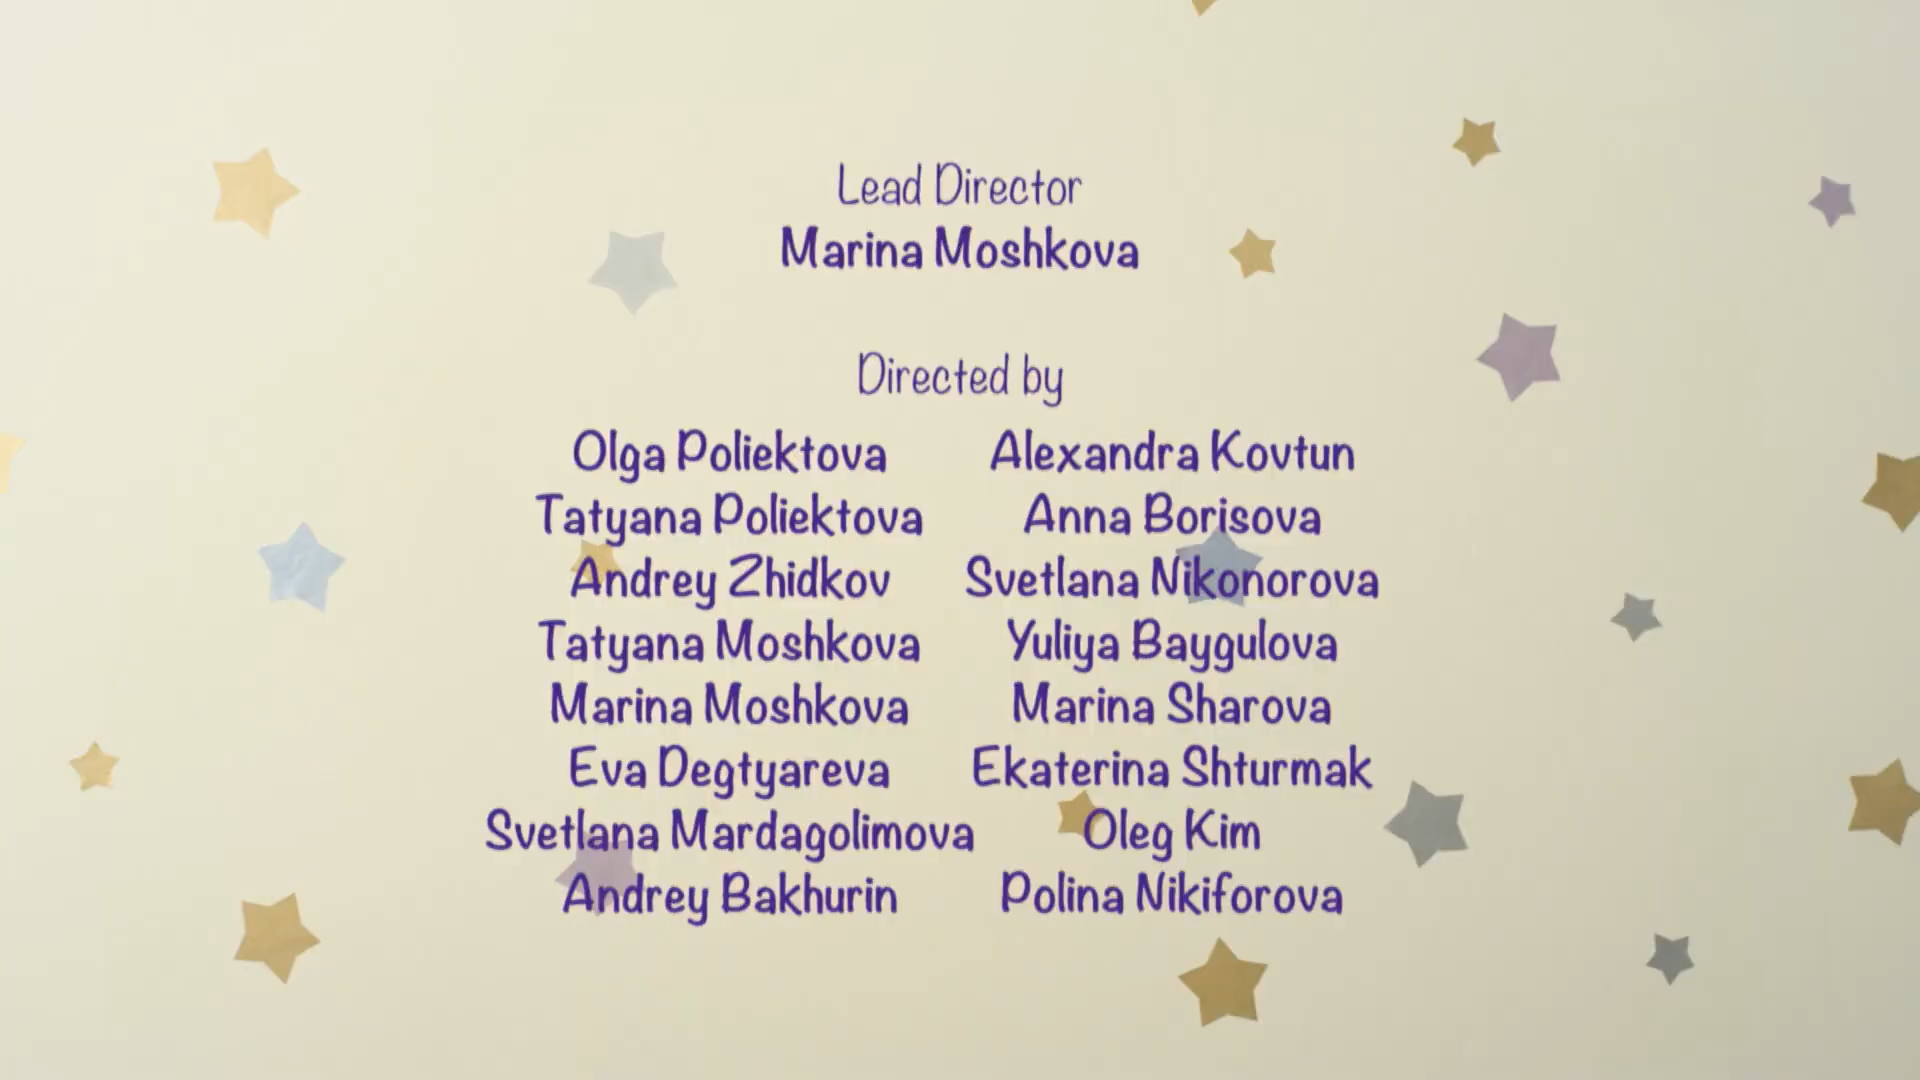 Lead Director
Marina Moshkova
Directed by
Olga Poliektova
Tatyana Poliektova
Andrey Zhidkov
Tatyana Moshkova
Marina Moshkova
Eva Degtyareva
Svetlana Mardagolimova
Andrey Bakhurin
Alexandra Kovtun
Anna Borisova
Svetlana Nikonorova
Yuliya Baygulova
Marina Sharova
Ekaterina Shturmak
Oleg Kim
Polina Nikiforova